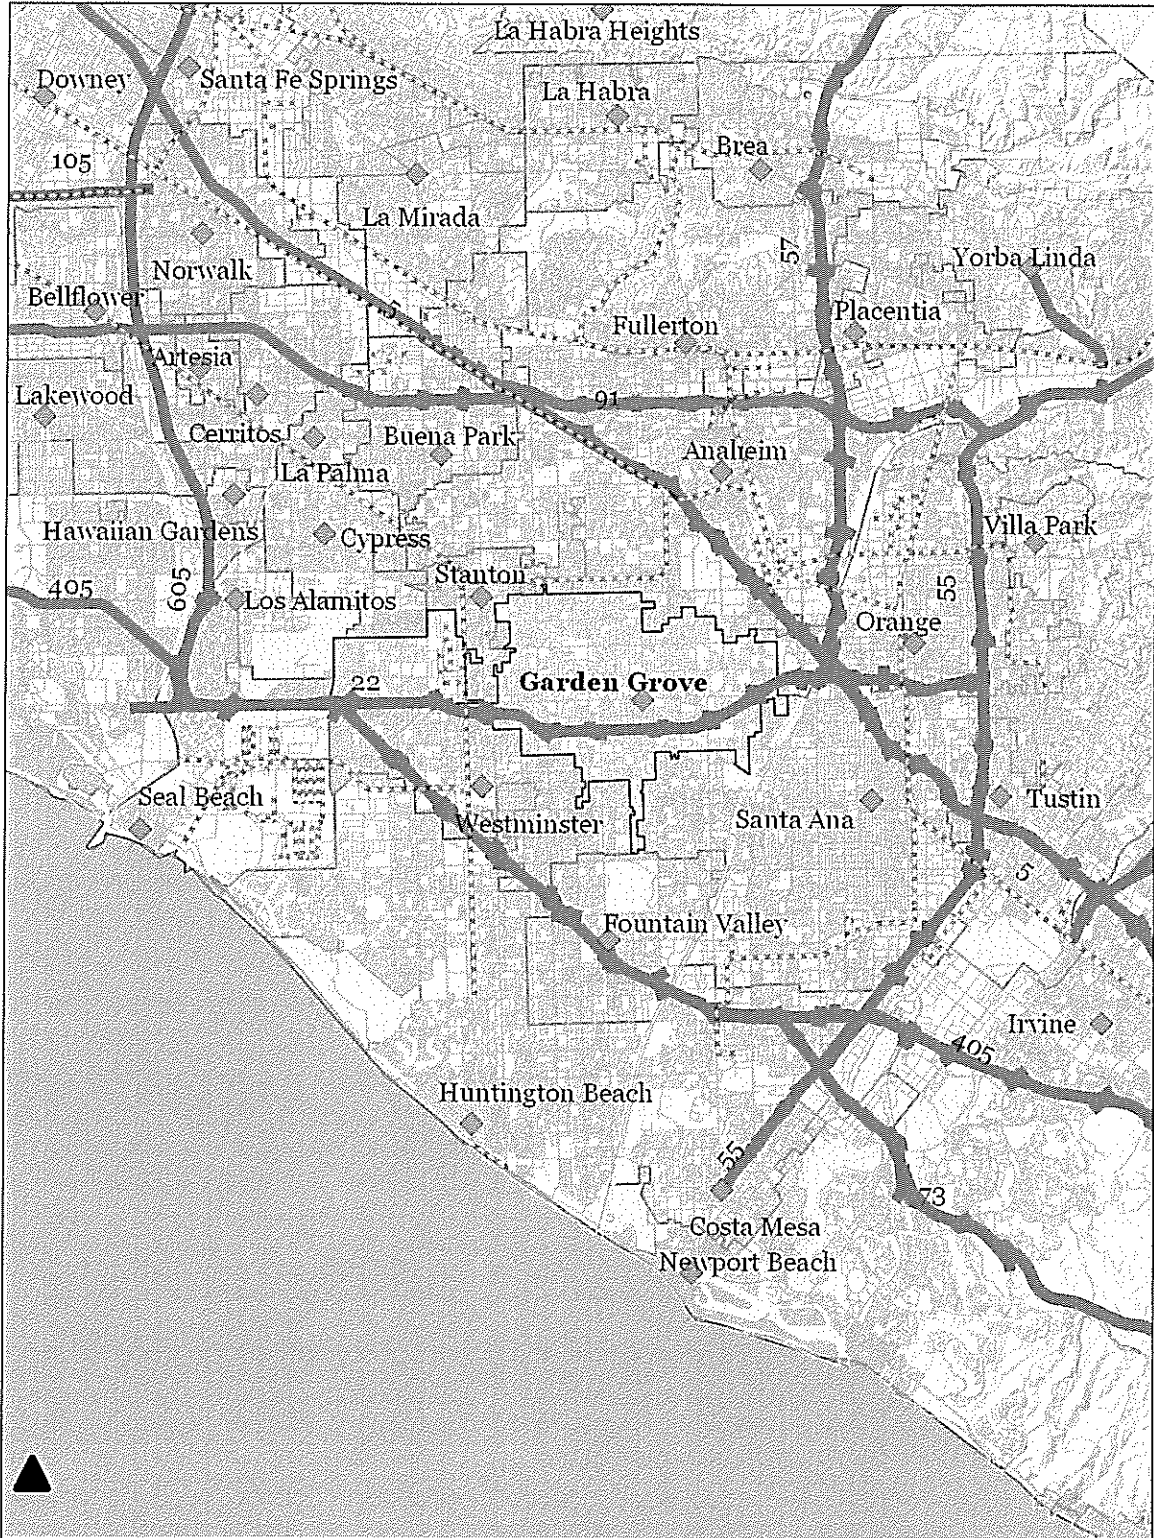 La Habra Heights
Downey
Santa Fe Springs
La Habra
Brea
105
La Mirada
57
Norwalk
Yorba Linda
Bellflower
5
Placentia
Fullerton
Artesia
Lakewood
91
Cerritos
Buena Park
Anaheim
La Palma
Hawaiian Gardens
Cypress
Villa Park
Stanton
405
605
55
Los Alamitos
Orange
22
Garden Grove
Seal Beach
Westminster
Santa Ana
Tustin
5
Fountain Valley
Irvine
405
Huntington Beach
55
73
Costa Mesa
Newport Beach